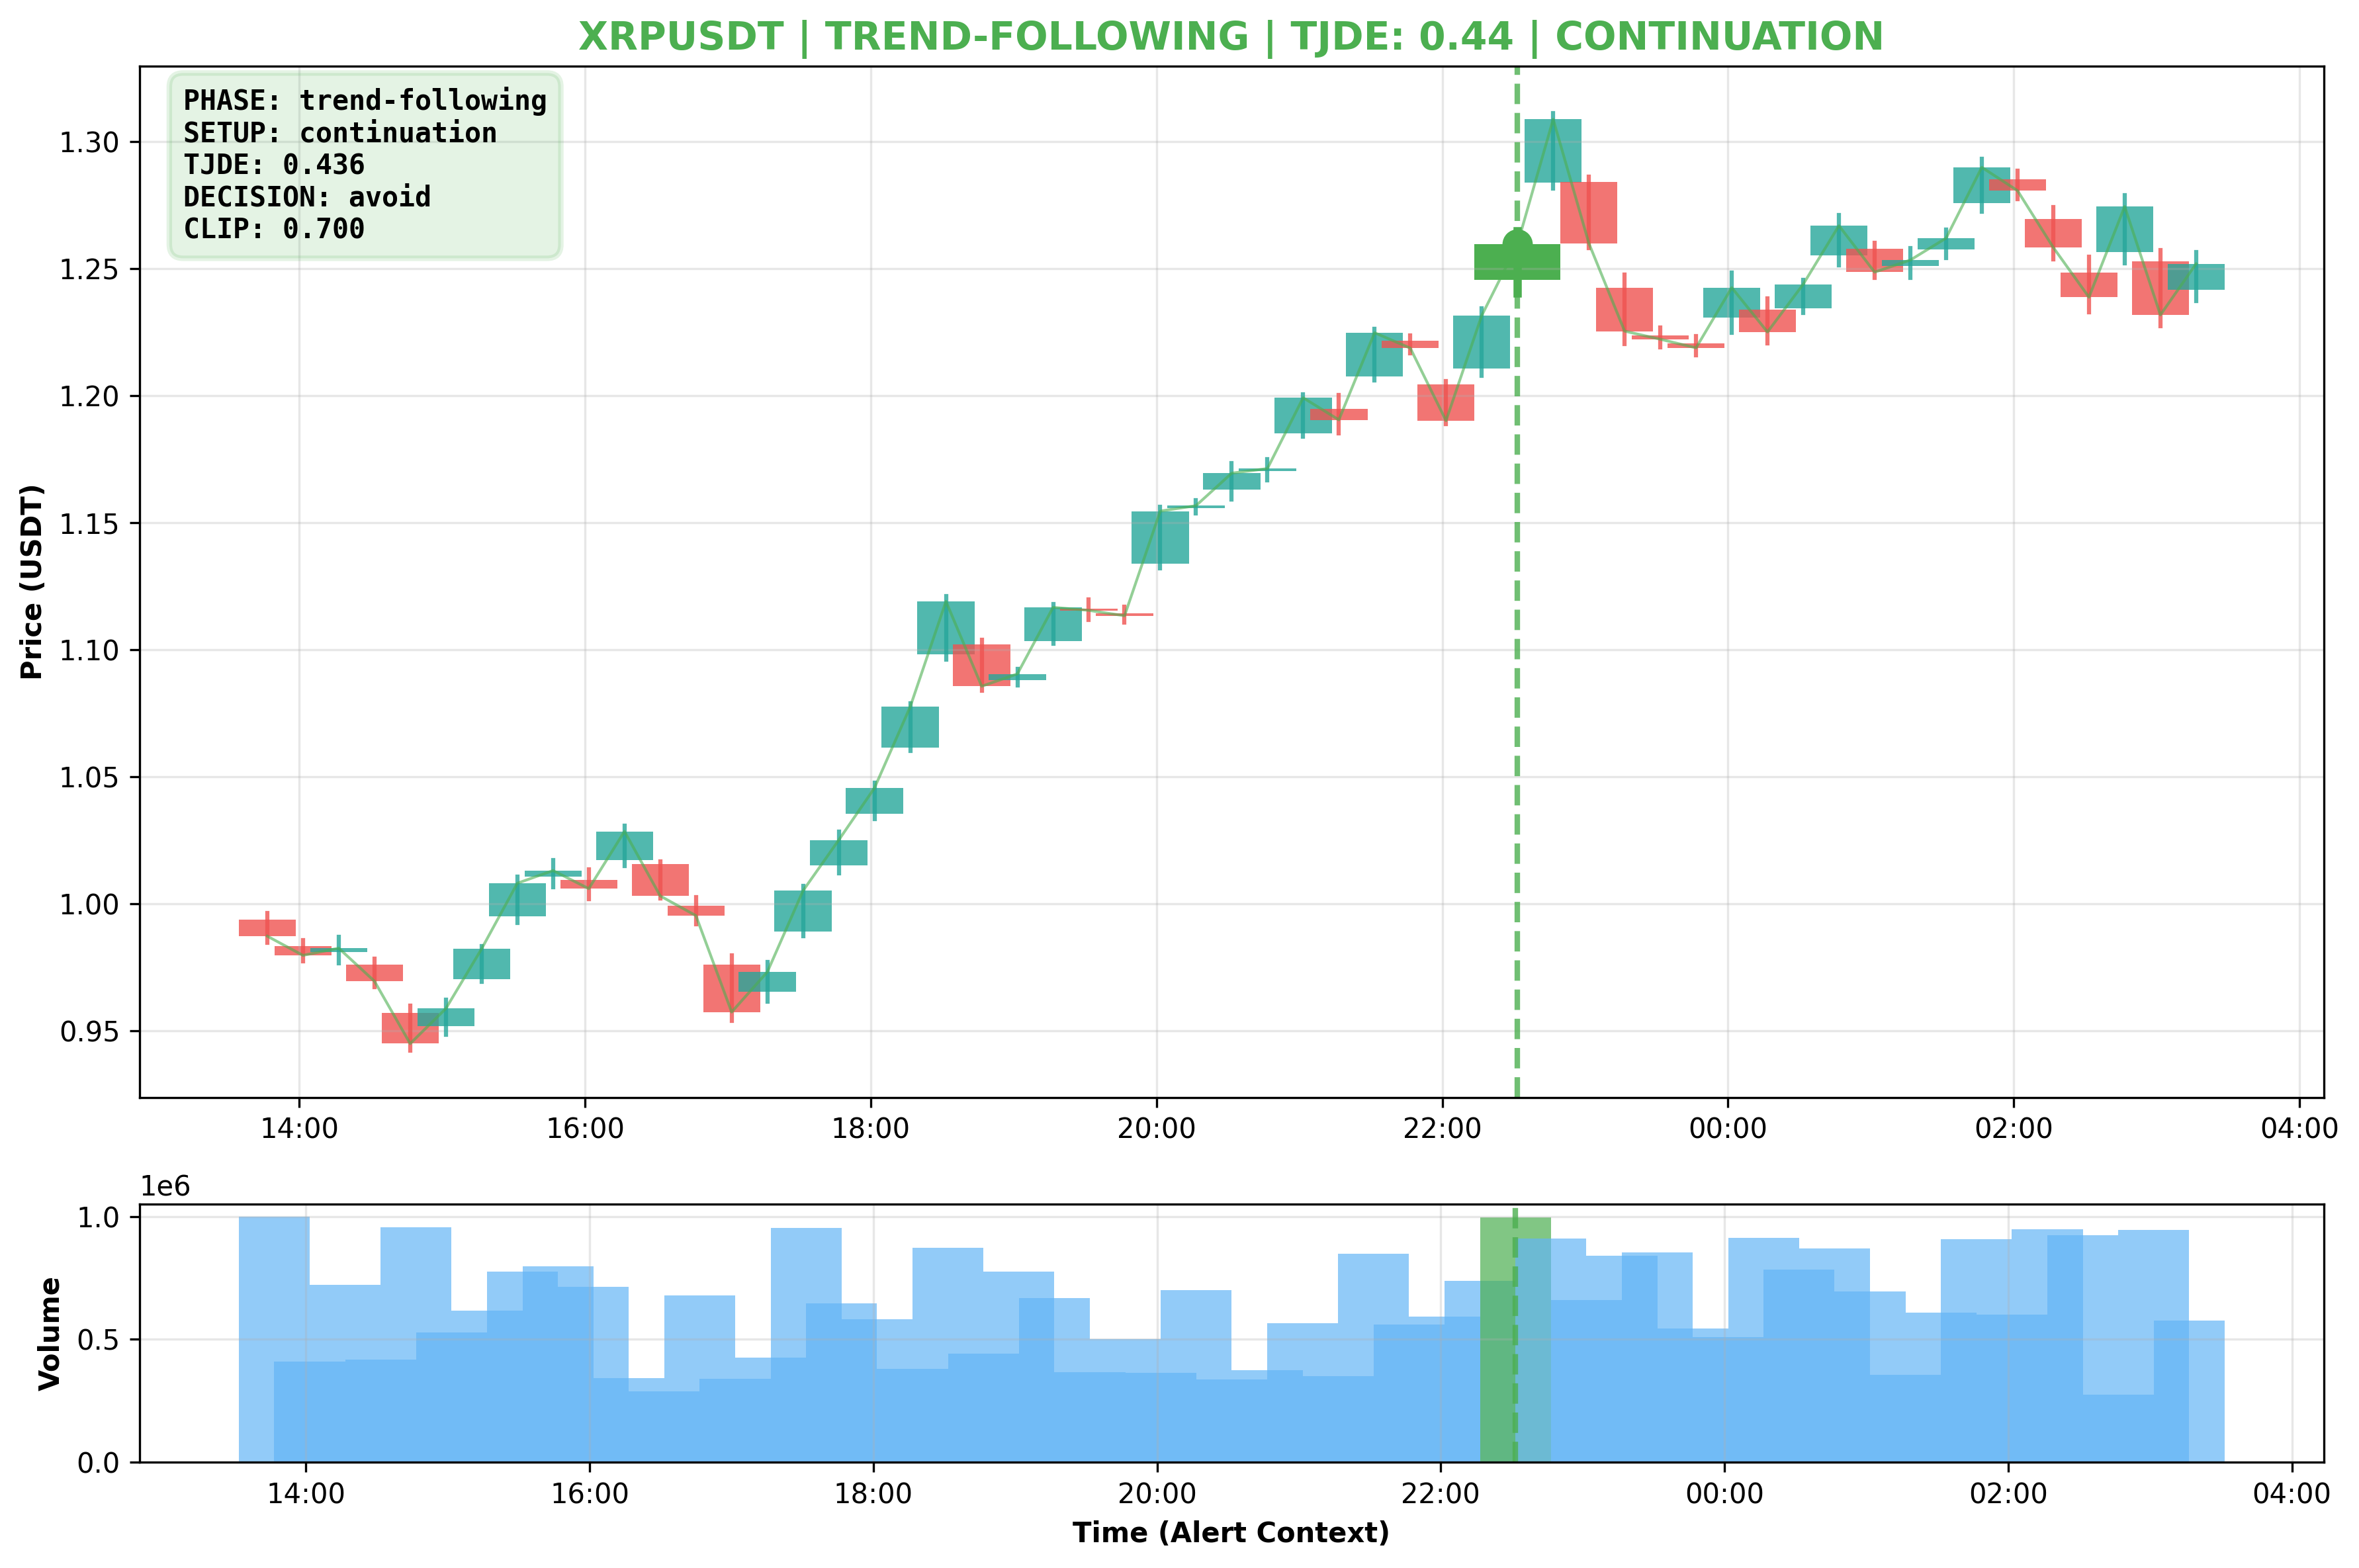 XRPUSDT | TREND-FOLLOWING | TJDE: 0.44 | CONTINUATION
PHASE: trend-following
SETUP: continuation
TJDE: 0.436
DECISION: avoid
CLIP: 0.700
Price (USDT)
1.30
1.25
1.20
1.15
1.10
1.05
1.00
0.95
14:00 16:00 18:00 20:00 22:00 00:00 02:00 04:00
1e6
Volume
1.0
0.5
0.0
14:00 16:00 18:00 20:00 22:00 00:00 02:00 04:00
Time (Alert Context)